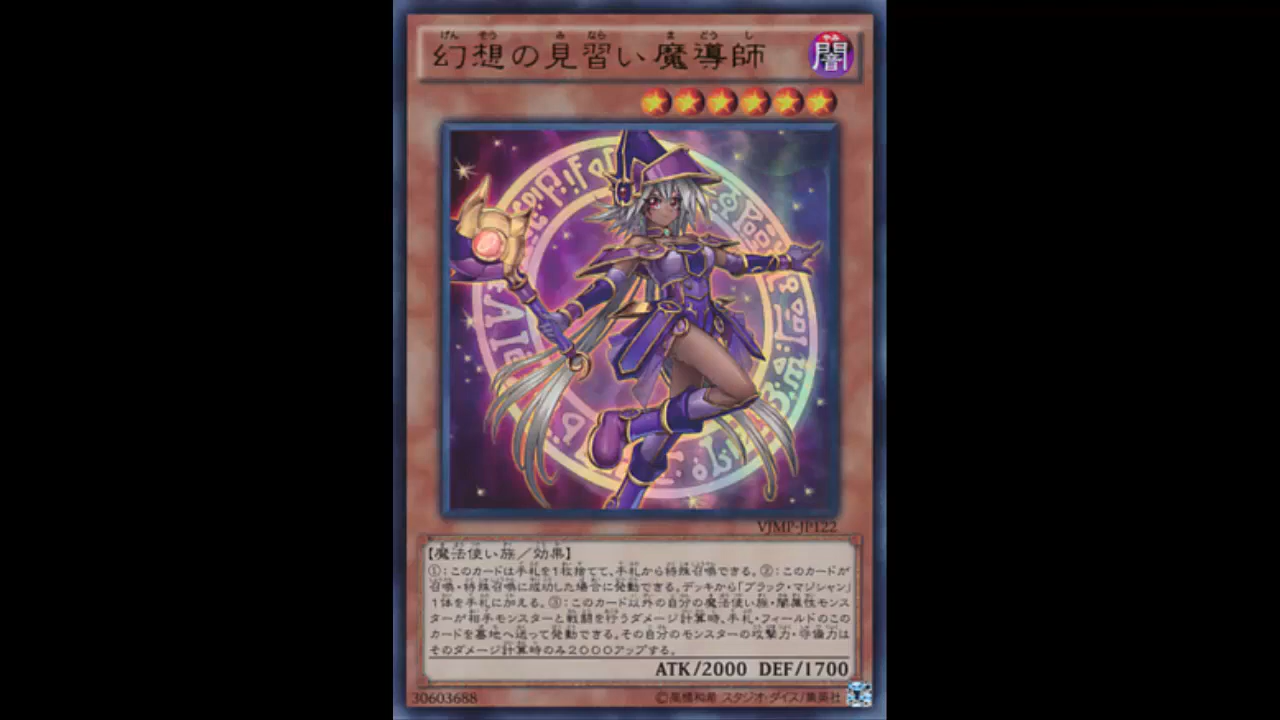 幻想の見習い魔導師
闇
VJMP-JP122
【魔法使い族／効果】
①：このカードは手札を1枚捨てて、手札から特殊召喚できる。②：このカードが
召喚・特殊召喚に成功した場合に発動できる。デッキから「ブラック・マジシャン」
1体を手札に加える。③：このカード以外の自分の魔法使い族・闇属性モンス
ターが相手モンスターと戦闘を行うダメージ計算時、手札・フィールドのこの
カードを墓地へ送って発動できる。その自分のモンスターの攻撃力・守備力は
そのダメージ計算時のみ2000アップする。
ATK/2000 DEF/1700
30603688
©高橋和希 スタジオ・ダイス/集英社